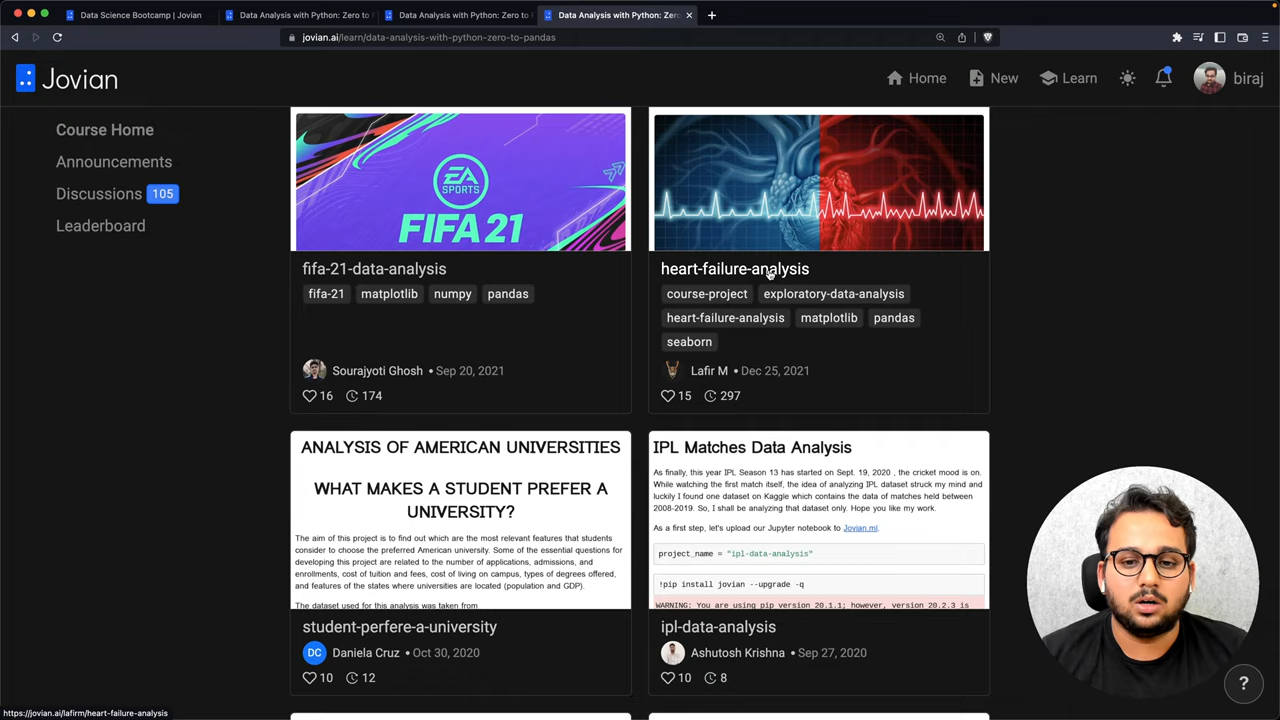 Data Science Bootcamp | Jovian
Data Analysis with Python: Zero to
Data Analysis with Python: Zero to
Data Analysis with Python: Zer
jovian.ai/learn/data-analysis-with-python-zero-to-pandas
Jovian
Home
New
Learn
biraj
Course Home
Announcements
Discussions 105
Leaderboard
EA
SPORTS
FIFA 21
fifa-21-data-analysis
fifa-21 matplotlib numpy pandas
Sourajyoti Ghosh • Sep 20, 2021
16 174
heart-failure-analysis
course-project exploratory-data-analysis
heart-failure-analysis matplotlib pandas
seaborn
Lafir M • Dec 25, 2021
15 297
ANALYSIS OF AMERICAN UNIVERSITIES
WHAT MAKES A STUDENT PREFER A
UNIVERSITY?
The aim of this project is to find out which are the most relevant features that students
consider to choose the preferred American university. Some of the essential questions for
developing this project are related to the number of applications, admissions, and
enrollments, cost of tuition and fees, cost of living on campus, types of degrees offered,
and features of the states where universities are located (population and GDP).
The dataset used for this analysis was taken from
student-perfere-a-university
DC Daniela Cruz • Oct 30, 2020
10 12
IPL Matches Data Analysis
As finally, this year IPL Season 13 has started on Sept. 19, 2020 , the cricket mood is on.
While watching the first match itself, the idea of analyzing IPL dataset struck my mind and
luckily I found one dataset on Kaggle which contains the data of matches held between
2008-2019. So, I shall be analyzing that dataset only. Hope you like my work.
As a first step, let's upload our Jupyter notebook to Jovian.ml.
project_name = "ipl-data-analysis"
!pip install jovian --upgrade -q
WARNING: You are using pip version 20.1.1; however, version 20.2.3 is
ipl-data-analysis
Ashutosh Krishna • Sep 27, 2020
10 8
?
https://jovian.ai/lafirm/heart-failure-analysis